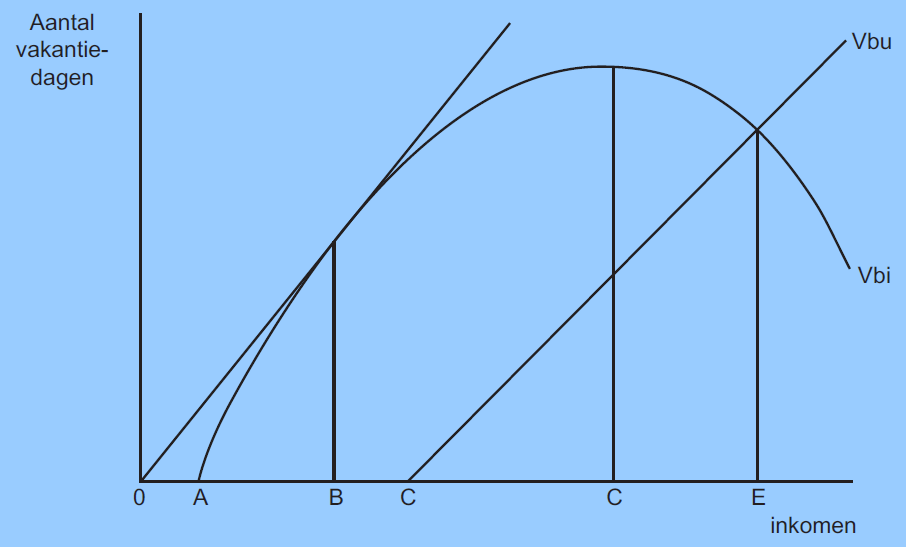 Aantal
vakantie-
dagen
Vbu
Vbi
0 A B C C E
inkomen